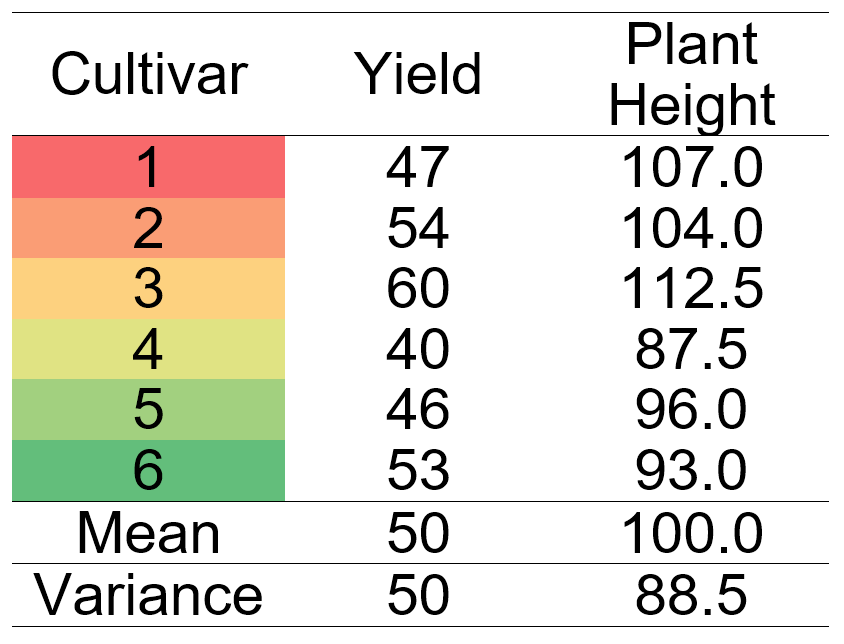 Cultivar Yield Plant Height
1 47 107.0
2 54 104.0
3 60 112.5
4 40 87.5
5 46 96.0
6 53 93.0
Mean 50 100.0
Variance 50 88.5